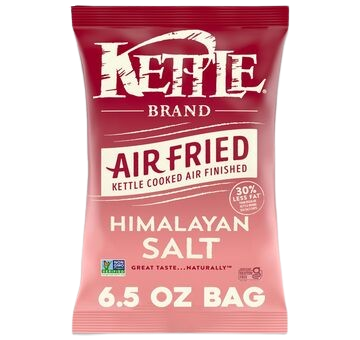 KETTLE
BRAND
AIR FRIED
KETTLE COOKED AIR FINISHED
30%
LESS FAT
HIMALAYAN
SALT
GREAT TASTE...NATURALLY™
6.5 OZ BAG